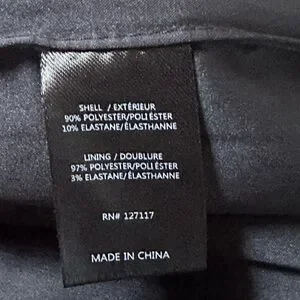 SHELL / EXTÉRIEUR
90% POLYESTER/POLIÉSTER
10% ELASTANE/ÉLASTHANNE
LINING / DOUBLURE
97% POLYESTER/POLIÉSTER
3% ELASTANE/ÉLASTHANNE
RN# 127117
MADE IN CHINA